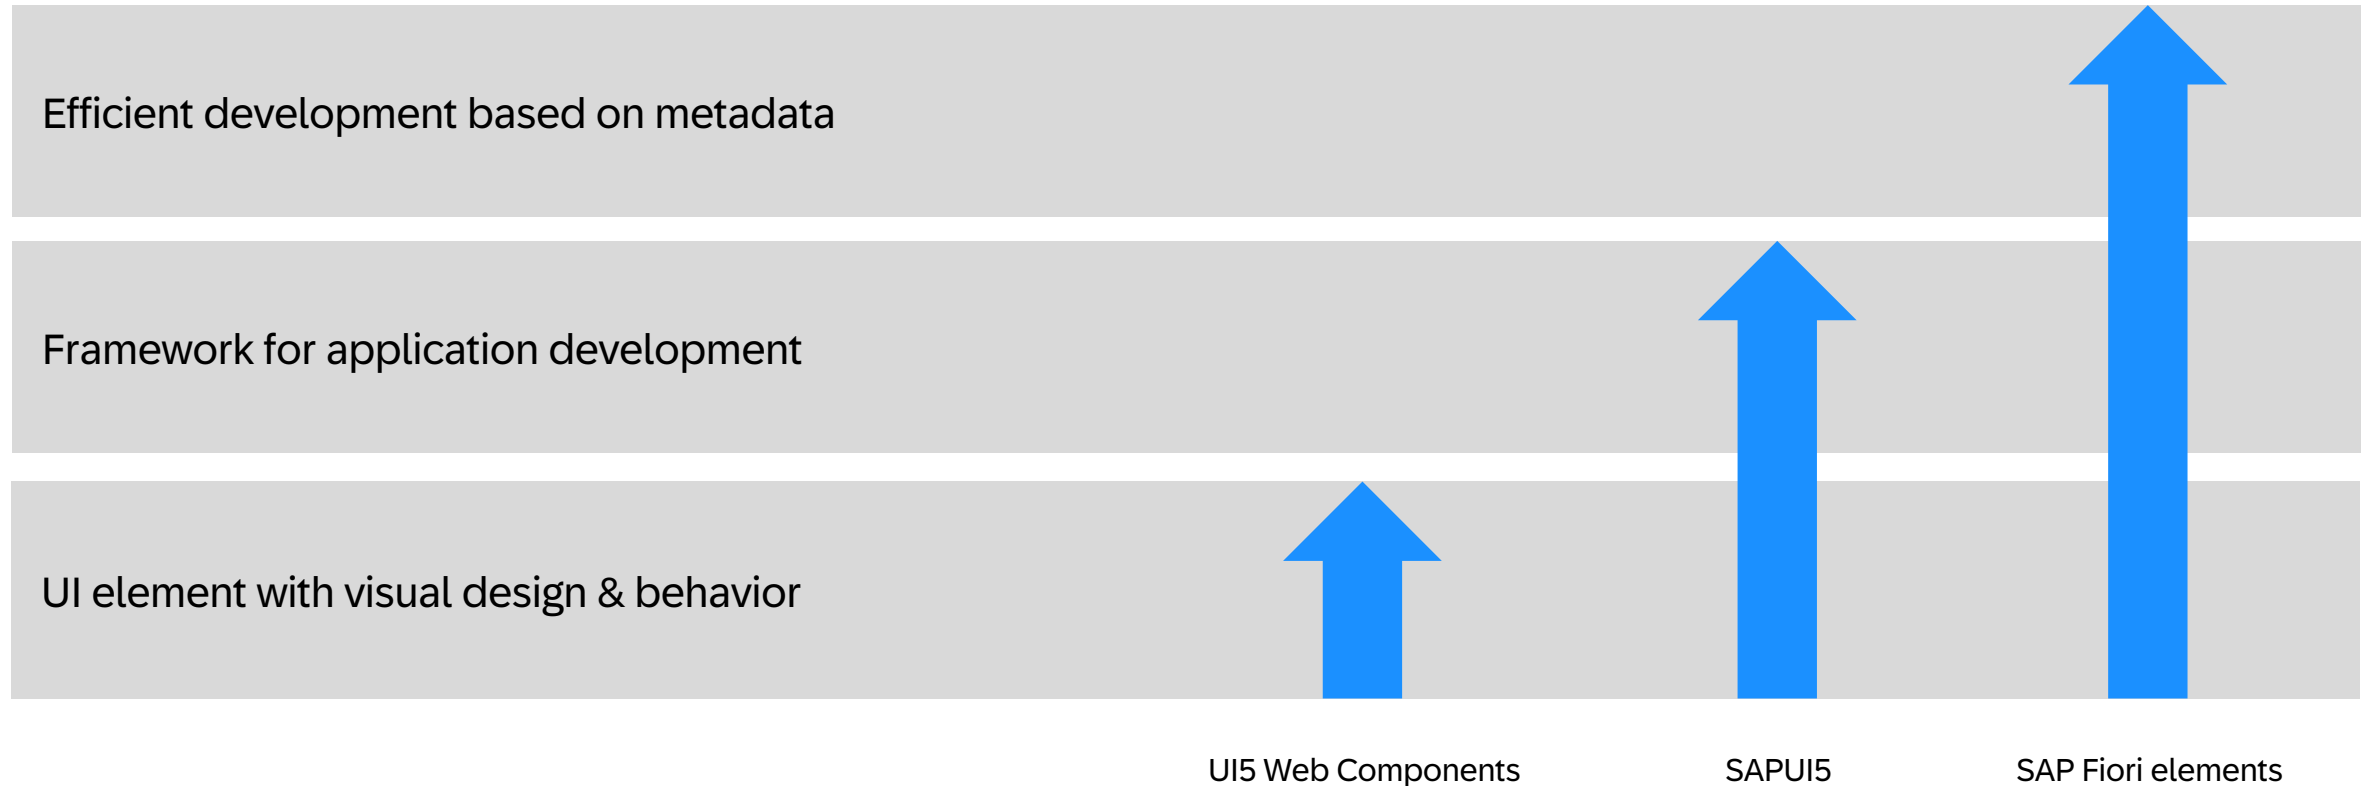 Efficient development based on metadata
Framework for application development
UI element with visual design & behavior
UI5 Web Components
SAPUI5
SAP Fiori elements